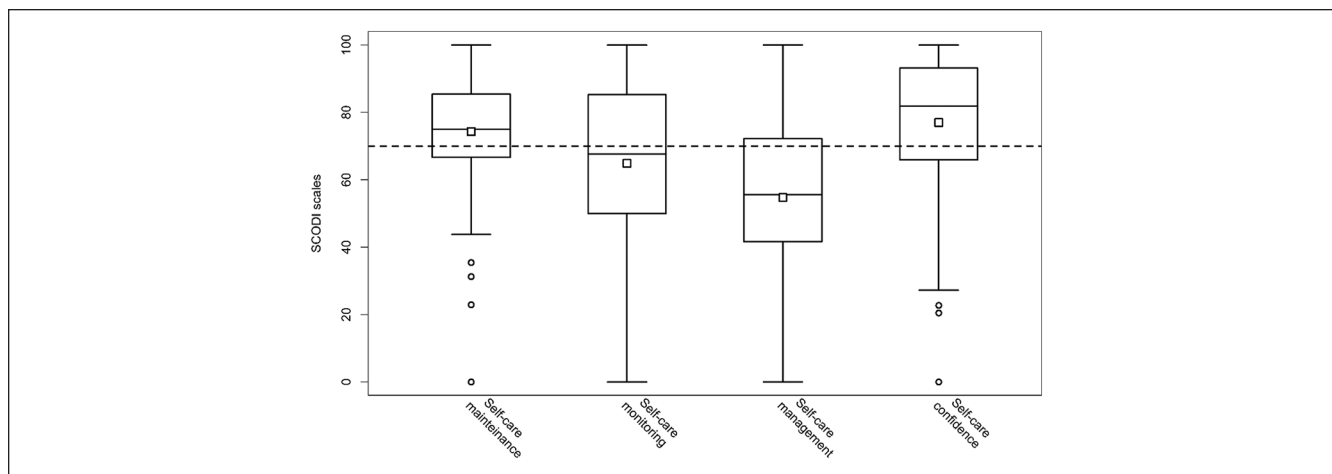 SCODI scales
100
80
60
40
20
0
Self-care
mainteinance
Self-care
monitoring
Self-care
management
Self-care
confidence